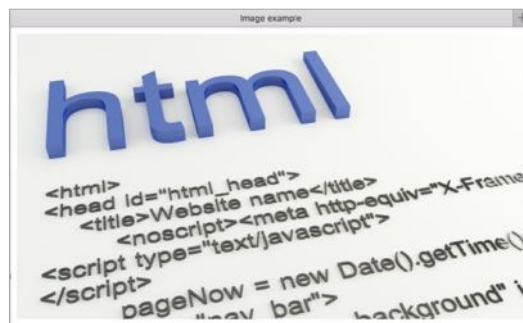 Image example
html
<html>
<head id="html_head">
<title>Website name</title>
<noscript><meta http-equiv="X-Frame
<script type="text/javascript">
</script>
pageNow = new Date().getTime()
"nav_bar">
background"